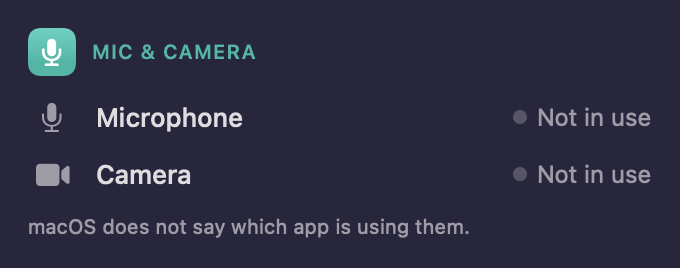 MIC & CAMERA
Microphone Not in use
Camera Not in use
macOS does not say which app is using them.